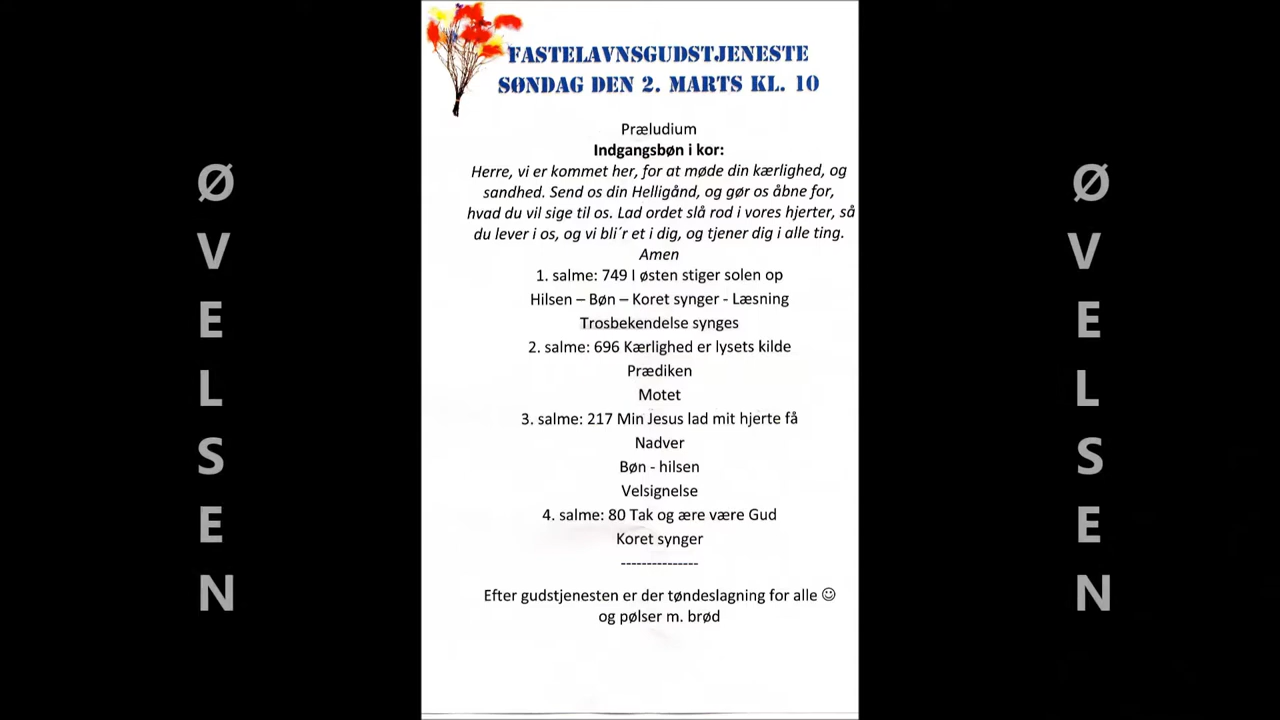 FASTELAVNSGUDSTJENESTE
SØNDAG DEN 2. MARTS KL. 10
Præludium
Indgangsbøn i kor:
Herre, vi er kommet her, for at møde din kærlighed, og
sandhed. Send os din Helligånd, og gør os åbne for,
hvad du vil sige til os. Lad ordet slå rod i vores hjerter, så
du lever i os, og vi bli´r et i dig, og tjener dig i alle ting.
Amen
1. salme: 749 I østen stiger solen op
Hilsen – Bøn – Koret synger - Læsning
Trosbekendelse synges
2. salme: 696 Kærlighed er lysets kilde
Prædiken
Motet
3. salme: 217 Min Jesus lad mit hjerte få
Nadver
Bøn - hilsen
Velsignelse
4. salme: 80 Tak og ære være Gud
Koret synger
---------------
Efter gudstjenesten er der tøndeslagning for alle ☺
og pølser m. brød
ØVELSEN
ØVELSEN